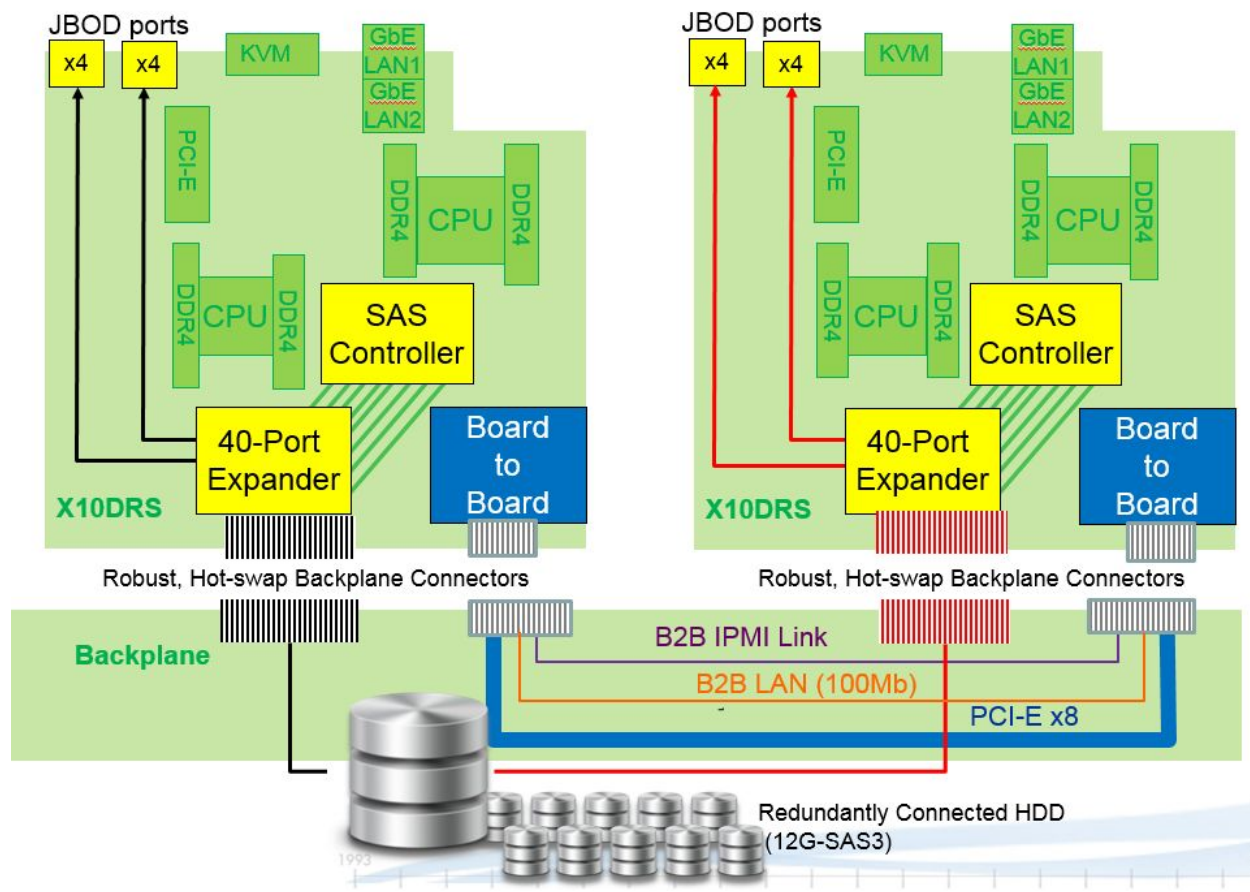 JBOD ports
x4
x4
KVM
GbE
LAN1
GbE
LAN2
PCI-E
DDR4
CPU
DDR4
DDR4
CPU
DDR4
SAS
Controller
40-Port
Expander
Board
to
Board
X10DRS
Robust, Hot-swap Backplane Connectors
JBOD ports
x4
x4
KVM
GbE
LAN1
GbE
LAN2
PCI-E
DDR4
CPU
DDR4
DDR4
CPU
DDR4
SAS
Controller
40-Port
Expander
Board
to
Board
X10DRS
Robust, Hot-swap Backplane Connectors
Backplane
B2B IPMI Link
B2B LAN (100Mb)
PCI-E x8
Redundantly Connected HDD
(12G-SAS3)
1993